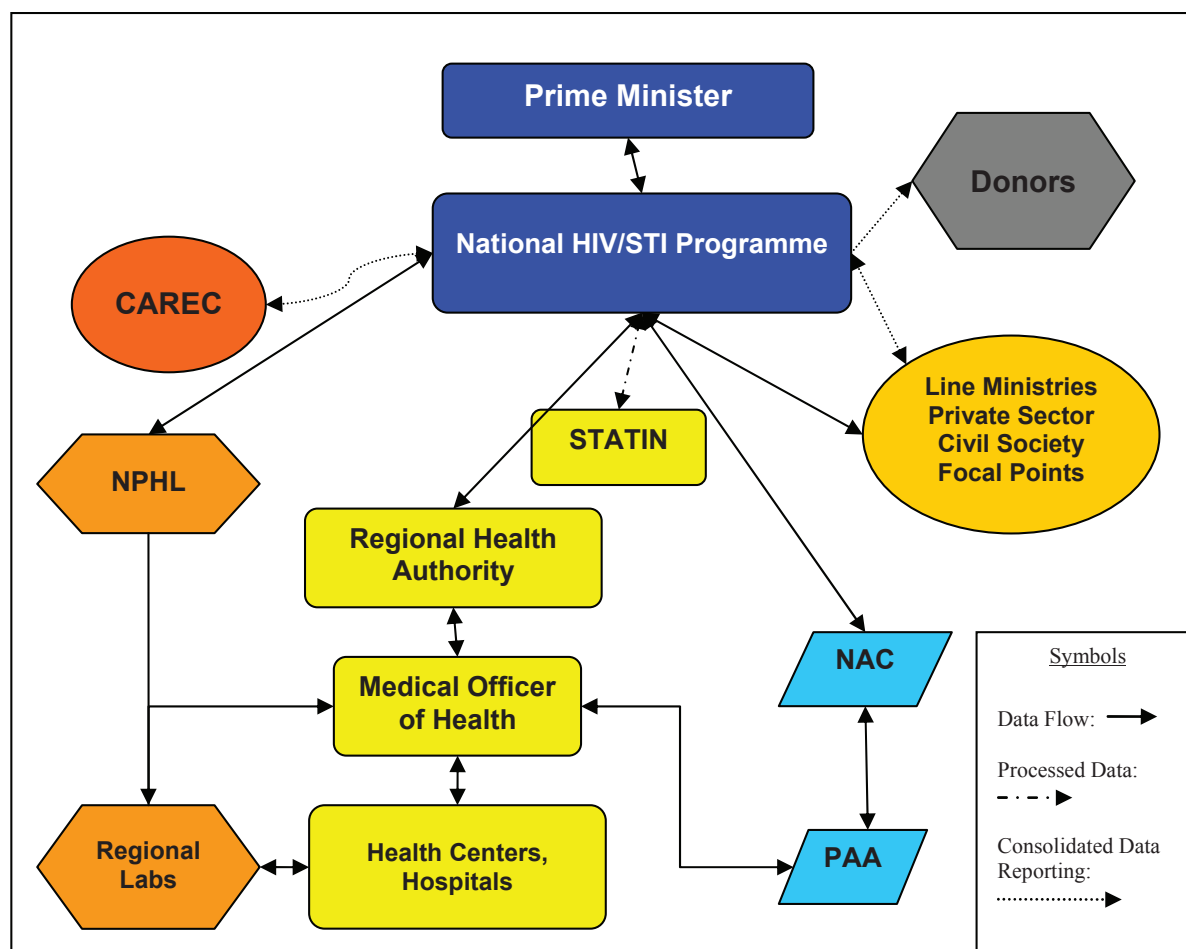 Prime Minister
Donors
National HIV/STI Programme
CAREC
Line Ministries
Private Sector
Civil Society
Focal Points
STATIN
NPHL
Regional Health
Authority
NAC
Medical Officer
of Health
Regional
Labs
Health Centers,
Hospitals
PAA
Symbols
Data Flow:
Processed Data:
Consolidated Data
Reporting: